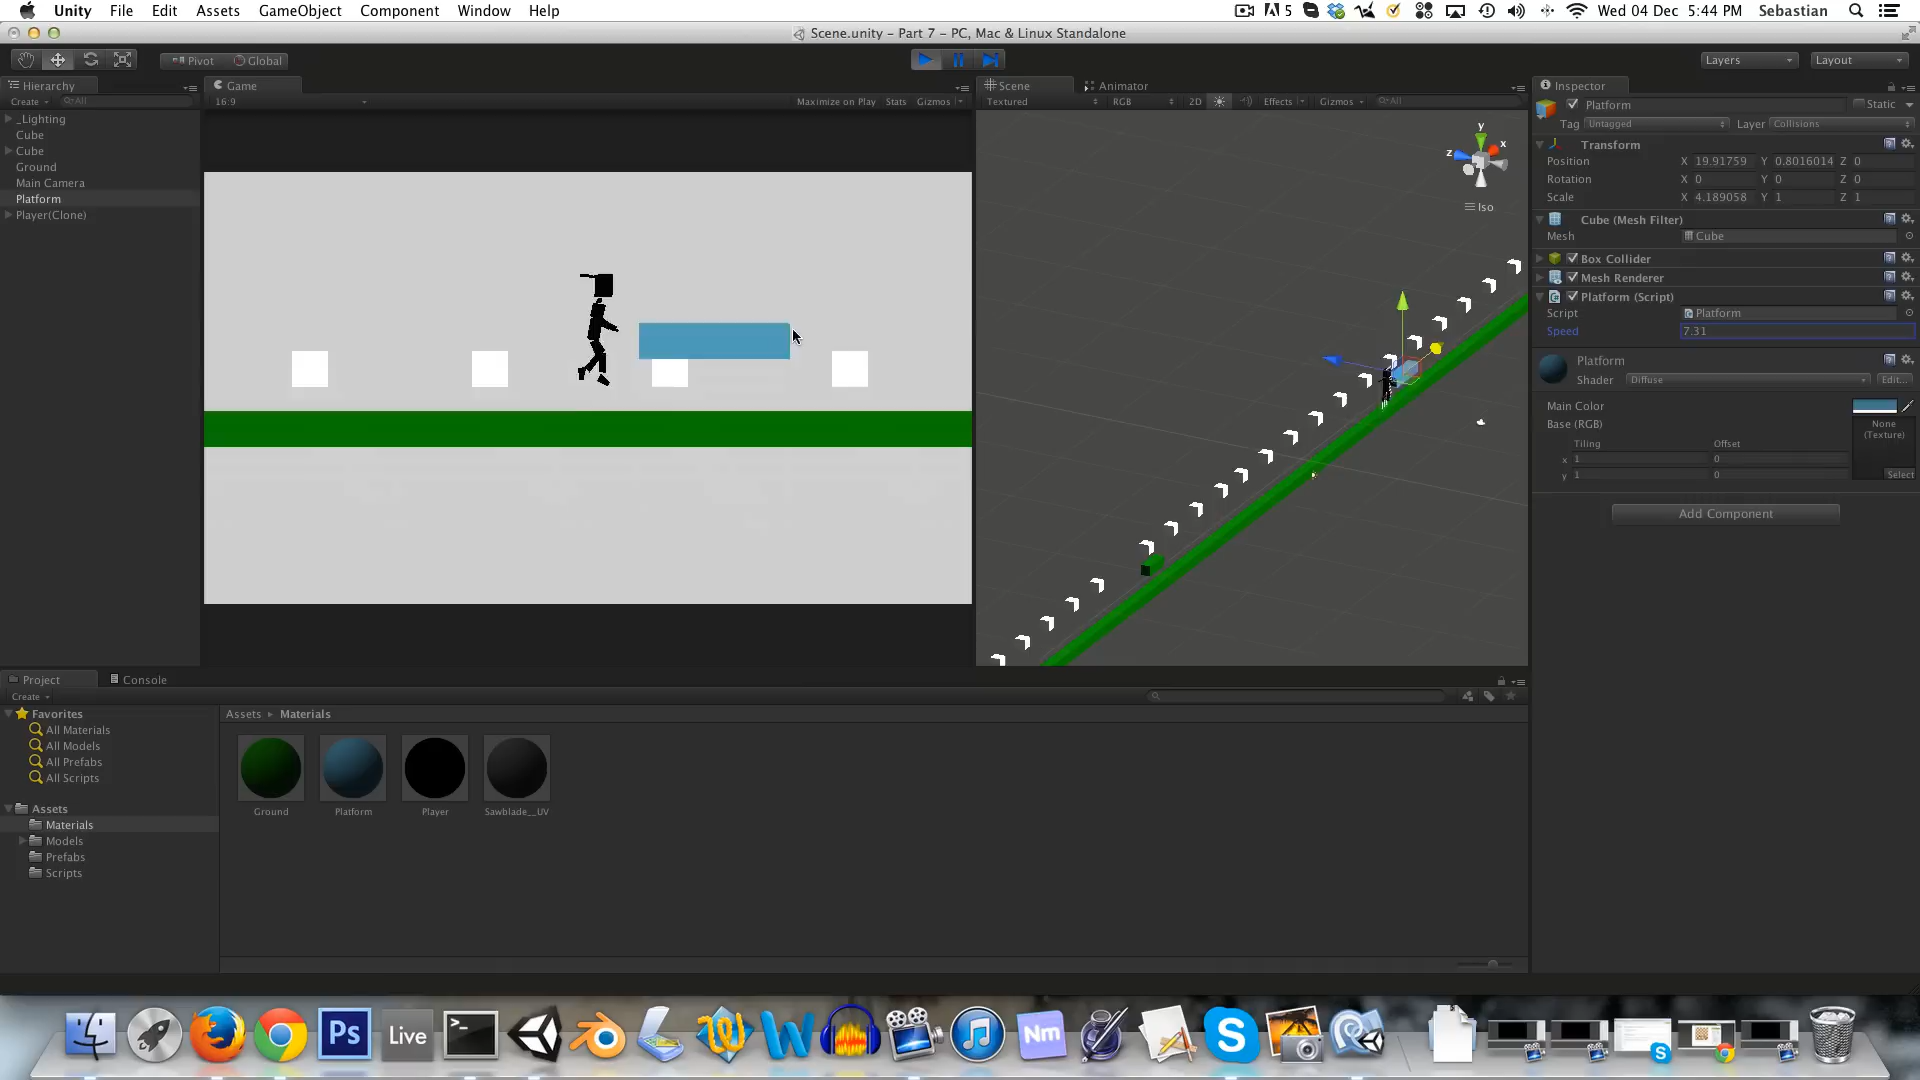 Unity File Edit Assets GameObject Component Window Help
5 Wed 04 Dec 5:44 PM Sebastian
Scene.unity - Part 7 - PC, Mac & Linux Standalone
Pivot Global Layers Layout
Hierarchy Game Scene Animator Inspector
Create All 16:9 Maximize on Play Stats Gizmos Textured RGB 2D Effects Gizmos All
_Lighting
Cube
Cube
Ground
Main Camera
Platform
Player(Clone)
y
x
z
Iso
Platform Static
Tag Untagged Layer Collisions
Transform
Position X 19.91759 Y 0.8016014 Z 0
Rotation X 0 Y 0 Z 0
Scale X 4.189058 Y 1 Z 1
Cube (Mesh Filter)
Mesh Cube
Box Collider
Mesh Renderer
Platform (Script)
Script Platform
Speed 7.31
Platform
Shader Diffuse Edit...
Main Color
Base (RGB)
None
(Texture)
Tiling Offset
x 1 0
y 1 0
Select
Add Component
Project Console
Create
Favorites
All Materials
All Models
All Prefabs
All Scripts
Assets
Materials
Models
Prefabs
Scripts
Assets Materials
Ground Platform Player Sawblade__UV
Ps Live Nm